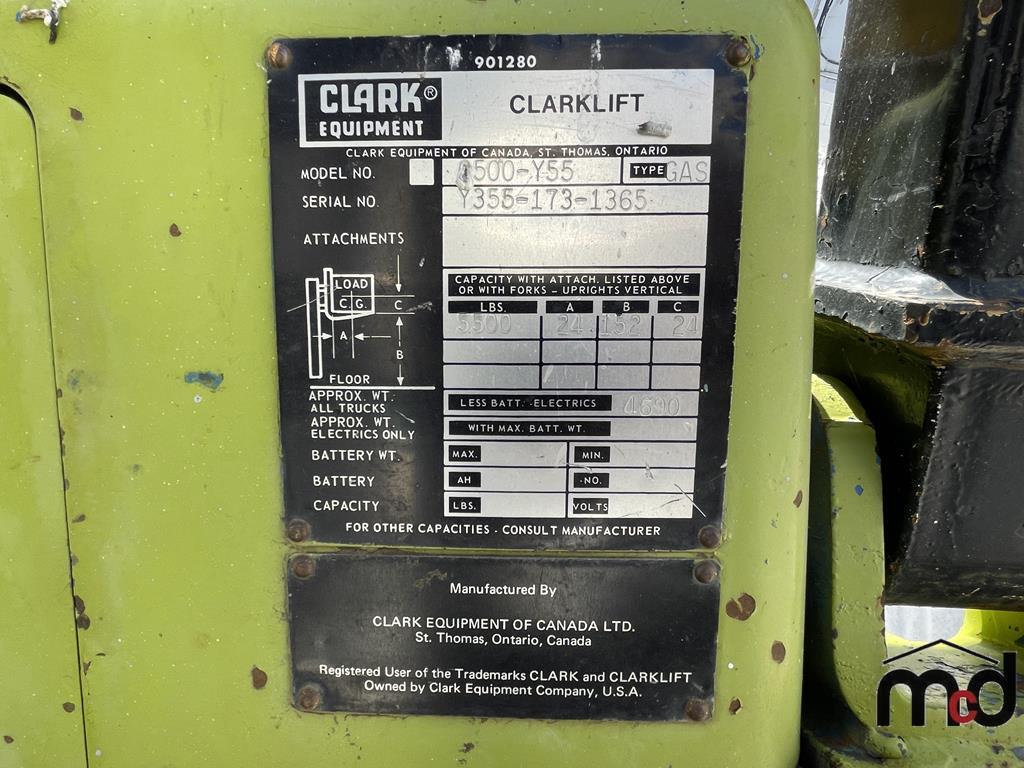 901280
CLARK®
EQUIPMENT
CLARKLIFT
CLARK EQUIPMENT OF CANADA, ST. THOMAS, ONTARIO
MODEL NO. 500-Y55 TYPE GAS
SERIAL NO. Y355-173-1365
ATTACHMENTS
CAPACITY WITH ATTACH. LISTED ABOVE
OR WITH FORKS - UPRIGHTS VERTICAL
LBS. A B C
5500 24 152 24
LOAD
C.G.
C
A
B
FLOOR
APPROX. WT.
ALL TRUCKS LESS BATT. - ELECTRICS
APPROX. WT.
ELECTRICS ONLY WITH MAX. BATT. WT.
BATTERY WT. MAX. MIN.
BATTERY AH NO.
CAPACITY LBS. VOLTS
FOR OTHER CAPACITIES - CONSULT MANUFACTURER
Manufactured By
CLARK EQUIPMENT OF CANADA LTD.
St. Thomas, Ontario, Canada
Registered User of the Trademarks CLARK and CLARKLIFT
Owned by Clark Equipment Company, U.S.A.
mcd